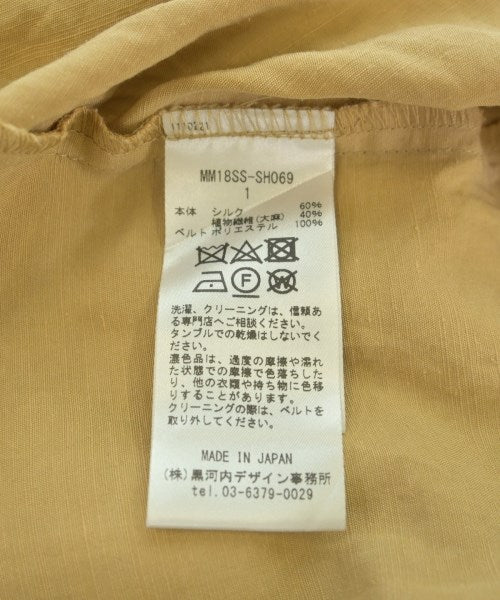 1110221
MM18SS-SH069
1
本体 シルク 60%
植物繊維(大麻) 40%
ベルト ポリエステル 100%
洗濯、クリーニングは、信頼あ
る専門店へご相談ください。
タンブルでの乾燥はしないでく
ださい。
濃色品は、過度の摩擦や濡れ
た状態での摩擦で色落ちした
り、他の衣類や持ち物に色移
りすることがあります。
クリーニングの際は、ベルトを
取り外してください。
MADE IN JAPAN
(株)黒河内デザイン事務所
tel.03-6379-0029